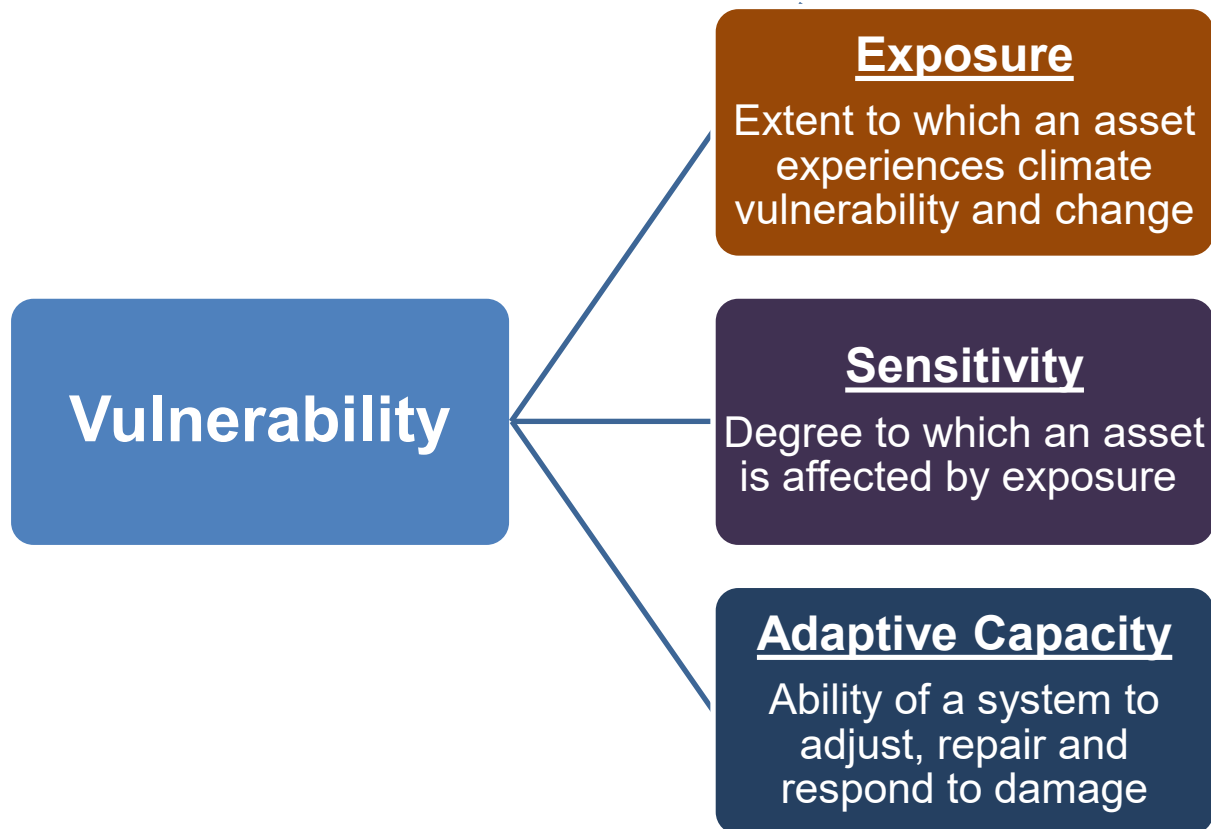 Vulnerability
Exposure
Extent to which an asset
experiences climate
vulnerability and change
Sensitivity
Degree to which an asset
is affected by exposure
Adaptive Capacity
Ability of a system to
adjust, repair and
respond to damage